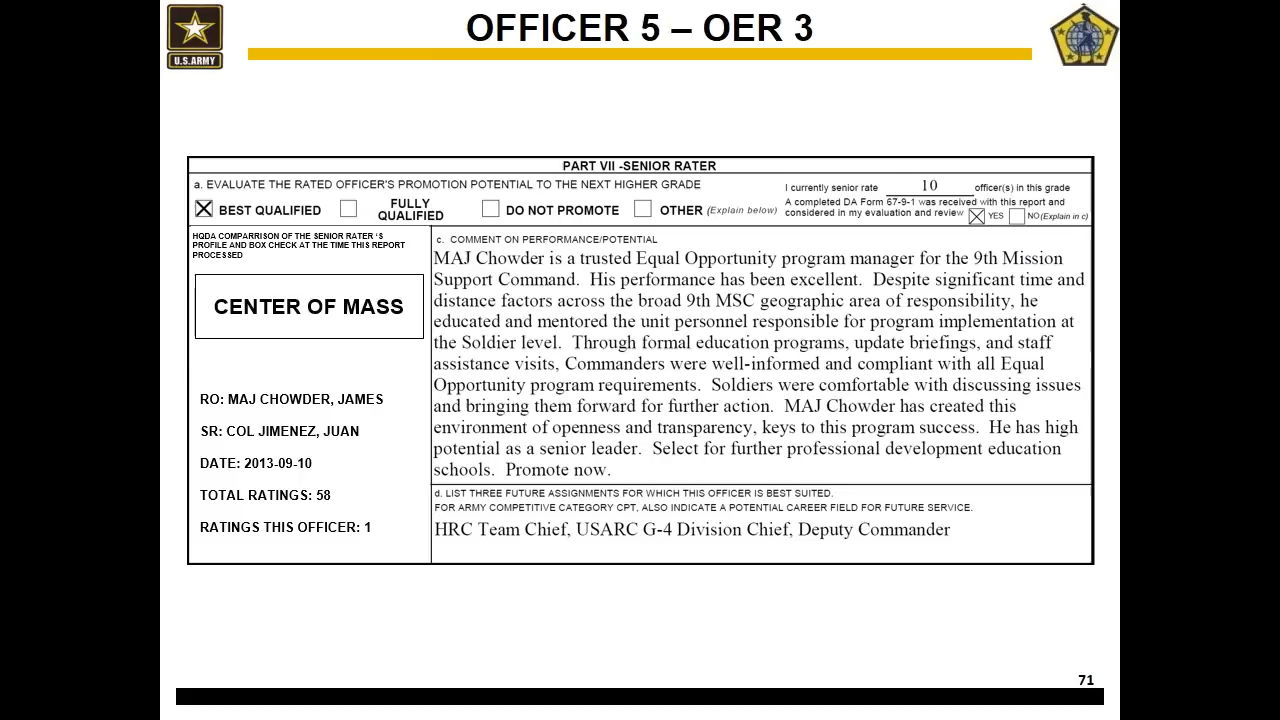 OFFICER 5 – OER 3
U.S.ARMY
PART VII -SENIOR RATER
a. EVALUATE THE RATED OFFICER'S PROMOTION POTENTIAL TO THE NEXT HIGHER GRADE
I currently senior rate 10 officer(s) in this grade
BEST QUALIFIED
FULLY
QUALIFIED
DO NOT PROMOTE
OTHER (Explain below)
A completed DA Form 67-9-1 was received with this report and
considered in my evaluation and review YES NO (Explain in c)
HQDA COMPARRISON OF THE SENIOR RATER 'S
PROFILE AND BOX CHECK AT THE TIME THIS REPORT
PROCESSED
CENTER OF MASS
RO: MAJ CHOWDER, JAMES
SR: COL JIMENEZ, JUAN
DATE: 2013-09-10
TOTAL RATINGS: 58
RATINGS THIS OFFICER: 1
c. COMMENT ON PERFORMANCE/POTENTIAL
MAJ Chowder is a trusted Equal Opportunity program manager for the 9th Mission
Support Command. His performance has been excellent. Despite significant time and
distance factors across the broad 9th MSC geographic area of responsibility, he
educated and mentored the unit personnel responsible for program implementation at
the Soldier level. Through formal education programs, update briefings, and staff
assistance visits, Commanders were well-informed and compliant with all Equal
Opportunity program requirements. Soldiers were comfortable with discussing issues
and bringing them forward for further action. MAJ Chowder has created this
environment of openness and transparency, keys to this program success. He has high
potential as a senior leader. Select for further professional development education
schools. Promote now.
d. LIST THREE FUTURE ASSIGNMENTS FOR WHICH THIS OFFICER IS BEST SUITED.
FOR ARMY COMPETITIVE CATEGORY CPT, ALSO INDICATE A POTENTIAL CAREER FIELD FOR FUTURE SERVICE.
HRC Team Chief, USARC G-4 Division Chief, Deputy Commander
71